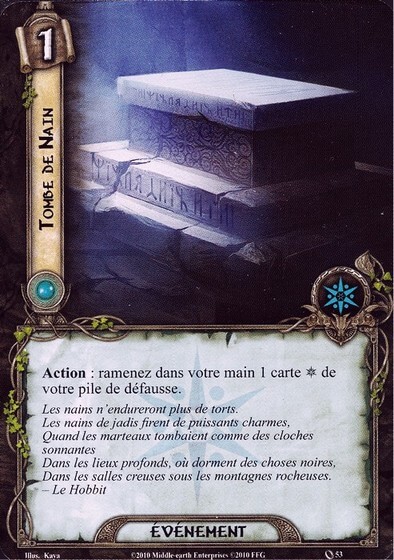 1
TOMBE DE NAIN
Action : ramenez dans votre main 1 carte de
votre pile de défausse.
Les nains n'endureront plus de torts.
Les nains de jadis firent de puissants charmes,
Quand les marteaux tombaient comme des cloches
sonnantes
Dans les lieux profonds, où dorment des choses noires,
Dans les salles creuses sous les montagnes rocheuses.
– Le Hobbit
ÉVÉNEMENT
Illus. Kaya ©2010 Middle-earth Enterprises ©2010 FFG 53